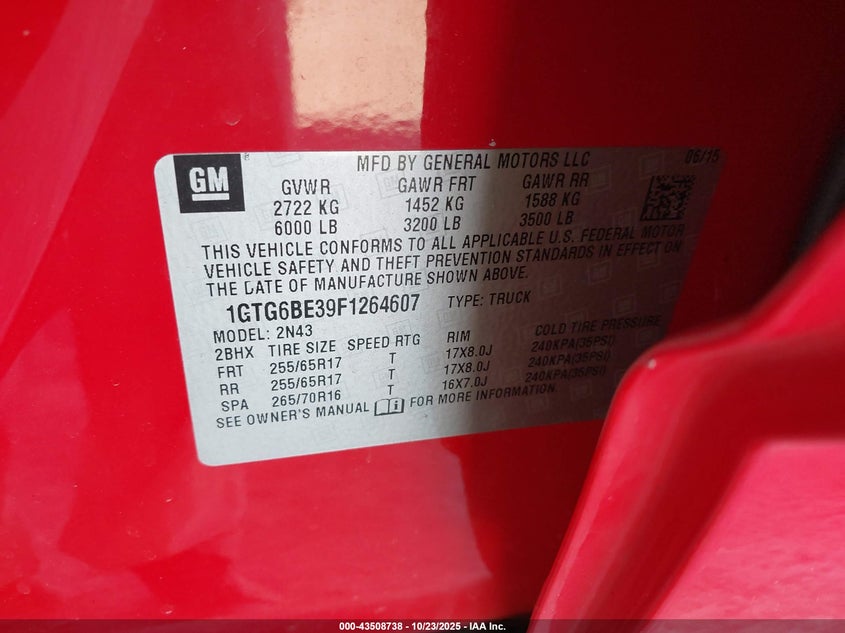 GM
MFD BY GENERAL MOTORS LLC 06/15
GVWR GAWR FRT GAWR RR
2722 KG 1452 KG 1588 KG
6000 LB 3200 LB 3500 LB
THIS VEHICLE CONFORMS TO ALL APPLICABLE U.S. FEDERAL MOTOR
VEHICLE SAFETY AND THEFT PREVENTION STANDARDS IN EFFECT ON
THE DATE OF MANUFACTURE SHOWN ABOVE.
1GTG6BE39F1264607 TYPE: TRUCK
MODEL: 2N43
2BHX TIRE SIZE SPEED RTG RIM COLD TIRE PRESSURE
FRT 255/65R17 T 17X8.0J 240KPA(35PSI)
RR 255/65R17 T 17X8.0J 240KPA(35PSI)
SPA 265/70R16 T 16X7.0J 240KPA(35PSI)
SEE OWNER'S MANUAL FOR MORE INFORMATION.
000-43508738 - 10/23/2025 - IAA Inc.